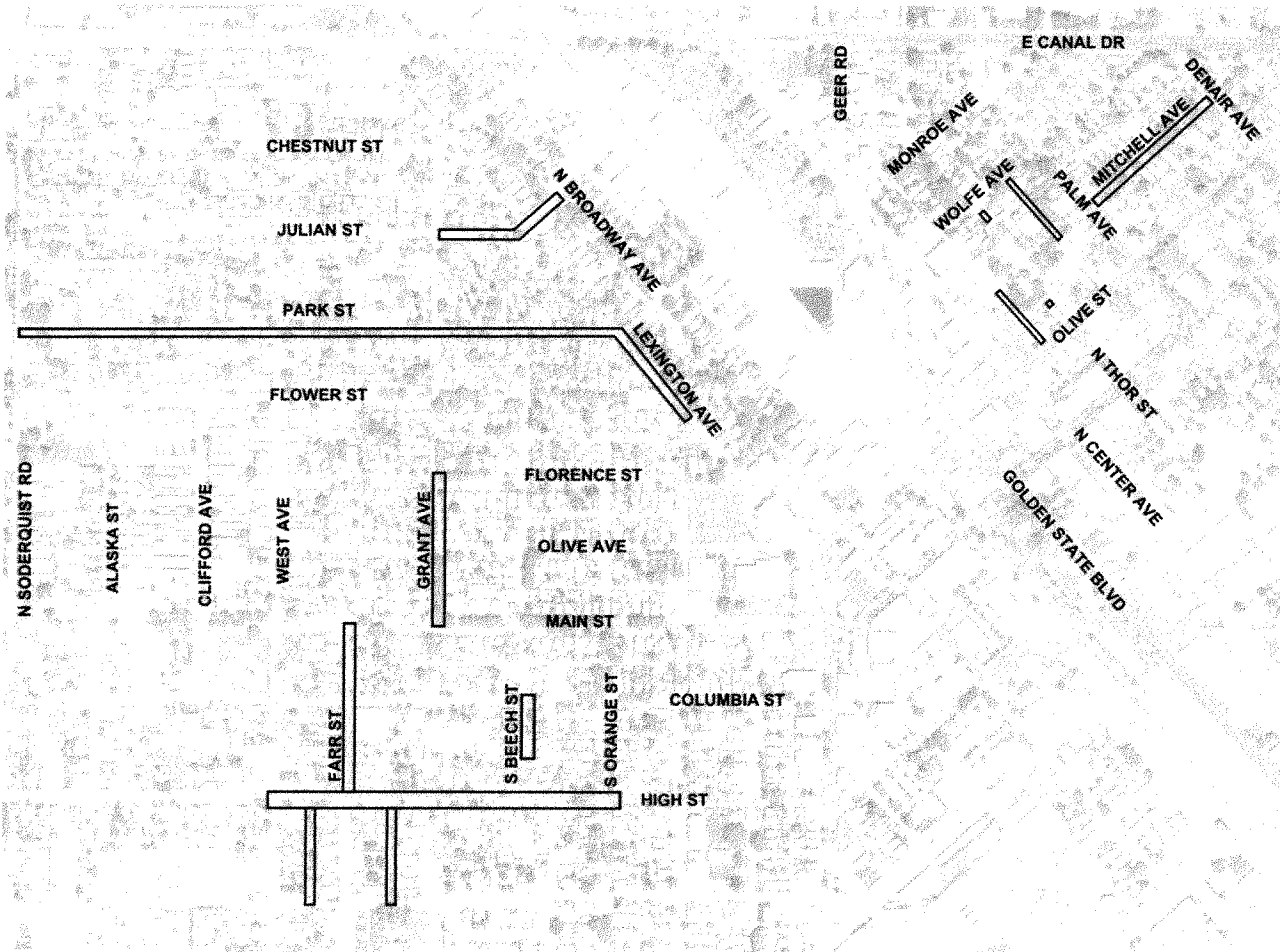 E CANAL DR
GEER RD
DENAIR AVE
MONROE AVE
MITCHELL AVE
CHESTNUT ST
N BROADWAY AVE
WOLFE AVE
PALM AVE
JULIAN ST
PARK ST
OLIVE ST
LEXINGTON AVE
N THOR ST
FLOWER ST
FLORENCE ST
N CENTER AVE
GOLDEN STATE BLVD
N SODERQUIST RD
ALASKA ST
CLIFFORD AVE
WEST AVE
GRANT AVE
OLIVE AVE
MAIN ST
COLUMBIA ST
FARR ST
S BEECH ST
S ORANGE ST
HIGH ST